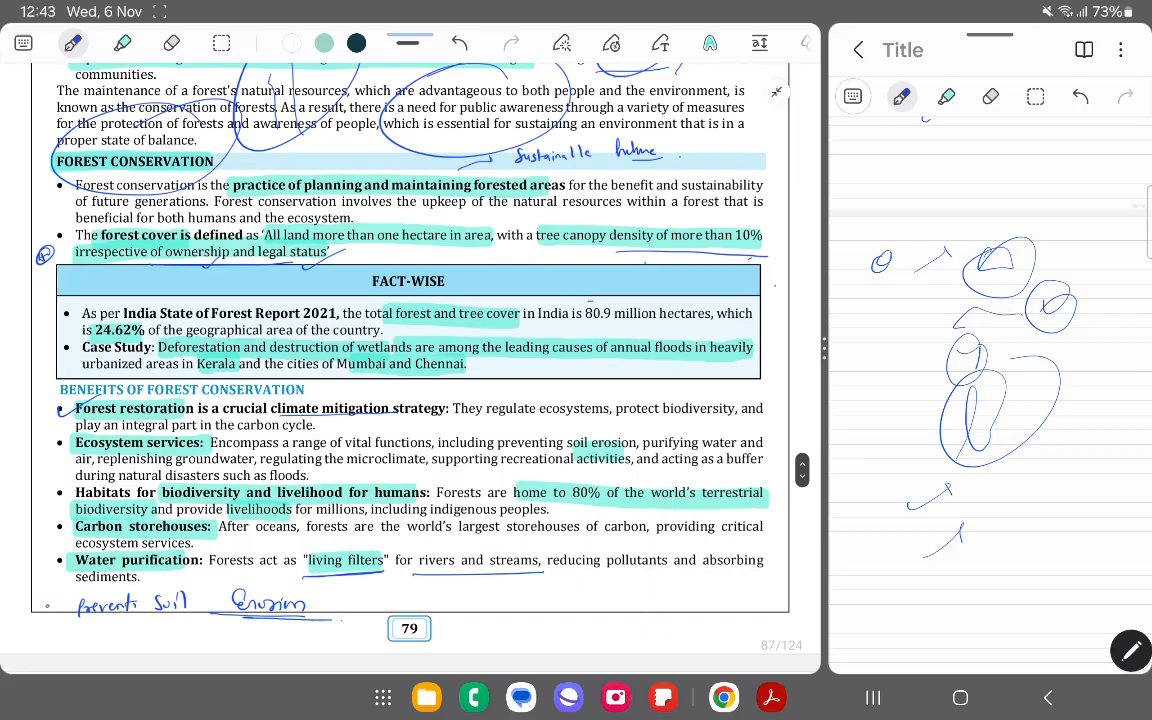 12:43 Wed, 6 Nov
73%
Title
communities.
The maintenance of a forest's natural resources, which are advantageous to both people and the environment, is
known as the conservation of forests. As a result, there is a need for public awareness through a variety of measures
for the protection of forests and awareness of people, which is essential for sustaining an environment that is in a
proper state of balance.
Sustainable future
FOREST CONSERVATION
• Forest conservation is the practice of planning and maintaining forested areas for the benefit and sustainability
of future generations. Forest conservation involves the upkeep of the natural resources within a forest that is
beneficial for both humans and the ecosystem.
• The forest cover is defined as 'All land more than one hectare in area, with a tree canopy density of more than 10%
irrespective of ownership and legal status'
FACT-WISE
• As per India State of Forest Report 2021, the total forest and tree cover in India is 80.9 million hectares, which
is 24.62% of the geographical area of the country.
• Case Study: Deforestation and destruction of wetlands are among the leading causes of annual floods in heavily
urbanized areas in Kerala and the cities of Mumbai and Chennai.
BENEFITS OF FOREST CONSERVATION
• Forest restoration is a crucial climate mitigation strategy: They regulate ecosystems, protect biodiversity, and
play an integral part in the carbon cycle.
• Ecosystem services: Encompass a range of vital functions, including preventing soil erosion, purifying water and
air, replenishing groundwater, regulating the microclimate, supporting recreational activities, and acting as a buffer
during natural disasters such as floods.
• Habitats for biodiversity and livelihood for humans: Forests are home to 80% of the world's terrestrial
biodiversity and provide livelihoods for millions, including indigenous peoples.
• Carbon storehouses: After oceans, forests are the world's largest storehouses of carbon, providing critical
ecosystem services.
• Water purification: Forests act as "living filters" for rivers and streams, reducing pollutants and absorbing
sediments.
• prevents soil Erosion
79
87/124